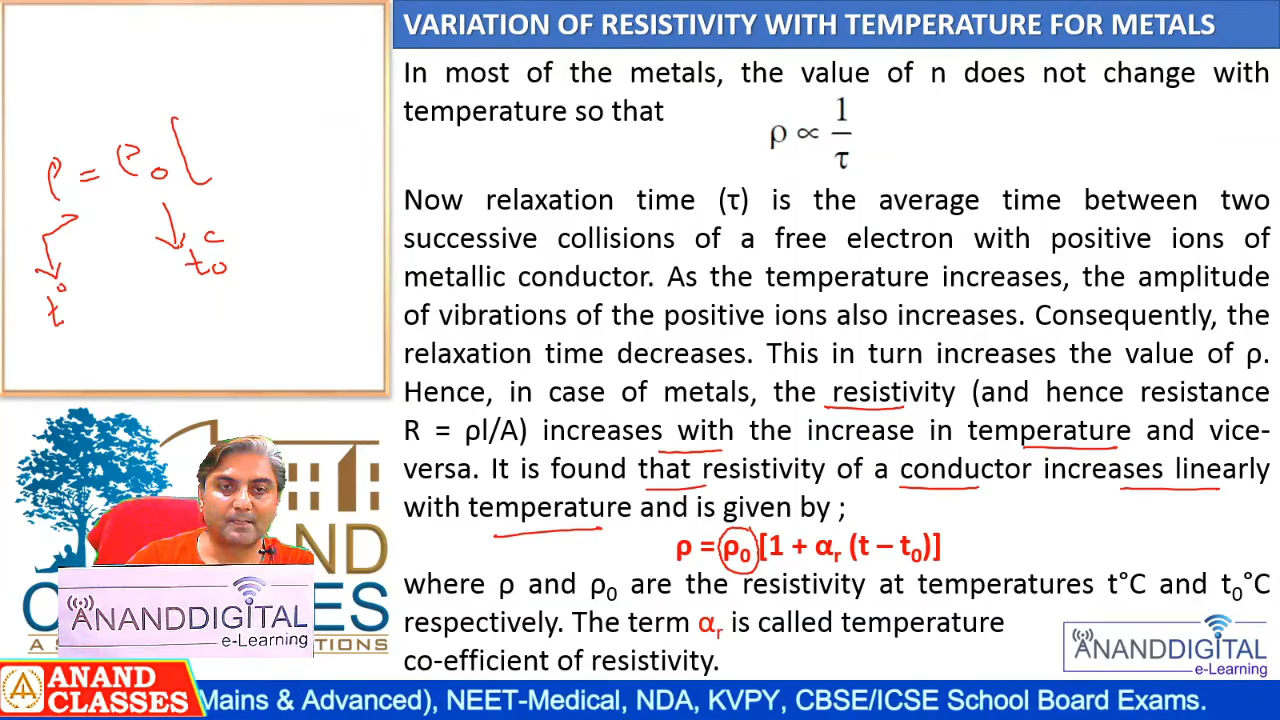 VARIATION OF RESISTIVITY WITH TEMPERATURE FOR METALS
In most of the metals, the value of n does not change with
temperature so that
ρ ∝ 1/τ
Now relaxation time (τ) is the average time between two
successive collisions of a free electron with positive ions of
metallic conductor. As the temperature increases, the amplitude
of vibrations of the positive ions also increases. Consequently, the
relaxation time decreases. This in turn increases the value of ρ.
Hence, in case of metals, the resistivity (and hence resistance
R = ρl/A) increases with the increase in temperature and vice-
versa. It is found that resistivity of a conductor increases linearly
with temperature and is given by ;
ρ = ρ₀ [1 + αᵣ (t – t₀)]
where ρ and ρ₀ are the resistivity at temperatures t°C and t₀°C
respectively. The term αᵣ is called temperature
co-efficient of resistivity.
ρ = ρ₀ [
t°
t₀
ANANDDIGITAL
e-Learning
ANANDDIGITAL
e-Learning
ANAND
CLASSES
(Mains & Advanced), NEET-Medical, NDA, KVPY, CBSE/ICSE School Board Exams.